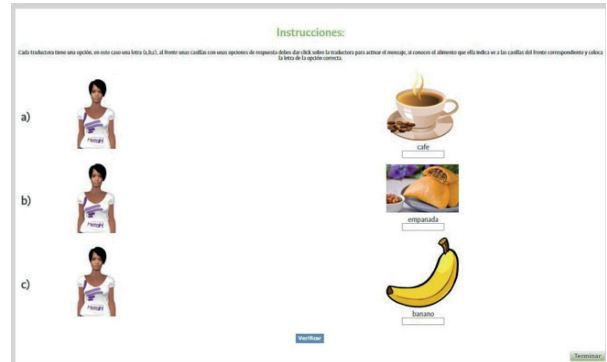 Instrucciones:
Cada traductora tiene una opción, en este caso una letra (a,b,c), al frente unas casillas con unas opciones de respuesta debes dar click sobre la traductora para activar el mensaje, si conoces el alimento que ella indica ve a las casillas del frente correspondiente y coloca
la letra de la opción correcta.
a)
cafe
b)
empanada
c)
banano
Verificar
Terminar